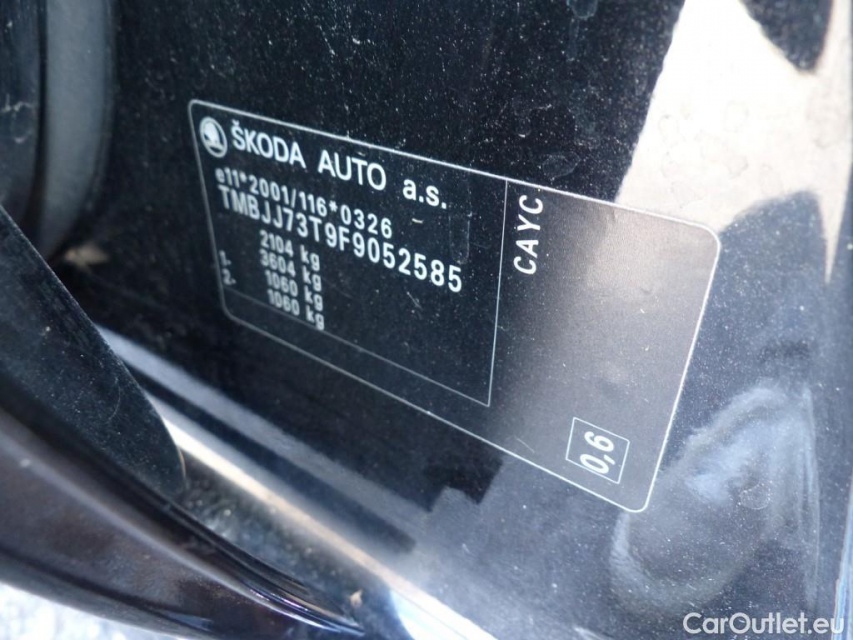 ŠKODA AUTO a.s.
e11*2001/116*0326
TMBJJ73T9F9052585
2104 kg
3604 kg
1. 1060 kg
2. 1060 kg
CAYC
0,6
CarOutlet.eu